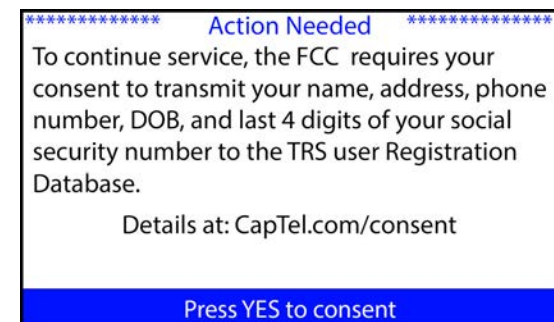 ************* Action Needed **************
To continue service, the FCC requires your
consent to transmit your name, address, phone
number, DOB, and last 4 digits of your social
security number to the TRS user Registration
Database.
Details at: CapTel.com/consent
Press YES to consent